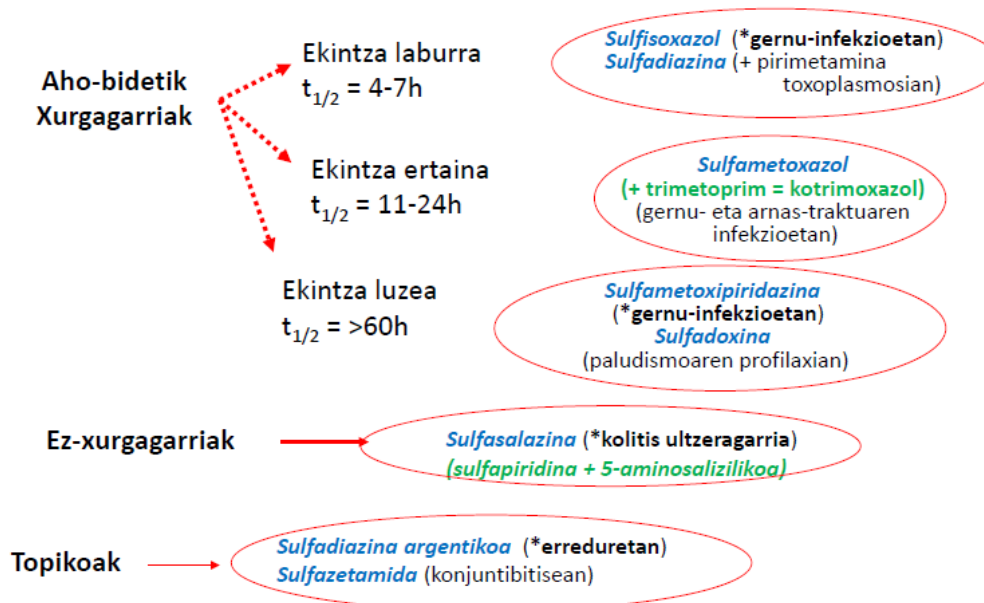 Aho-bidetik
Xurgagarriak
Ekintza laburra
t1/2 = 4-7h
Sulfisoxazol (*gernu-infekzioetan)
Sulfadiazina (+ pirimetamina
toxoplasmosian)
Ekintza ertaina
t1/2 = 11-24h
Sulfametoxazol
(+ trimetoprim = kotrimoxazol)
(gernu- eta arnas-traktuaren
infekzioetan)
Ekintza luzea
t1/2 = >60h
Sulfametoxipiridazina
(*gernu-infekzioetan)
Sulfadoxina
(paludismoaren profilaxian)
Ez-xurgagarriak
Sulfasalazina (*kolitis ultzeragarria)
(sulfapiridina + 5-aminosalizilikoa)
Topikoak
Sulfadiazina argentikoa (*erreduretan)
Sulfazetamida (konjuntibitisean)